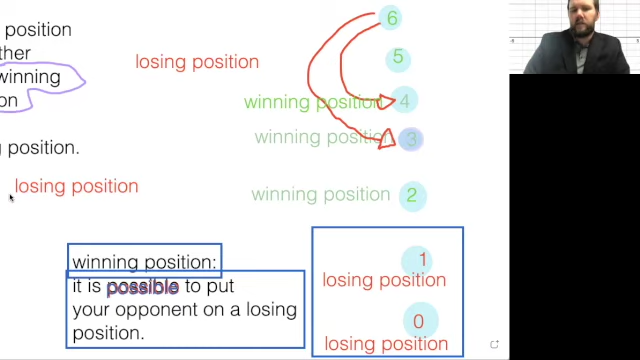 position
ther
winning
on
g position.
losing position
losing position
6
5
winning position 4
winning position 3
winning position 2
winning position:
it is possible to put
your opponent on a losing
position.
1
losing position
0
losing position